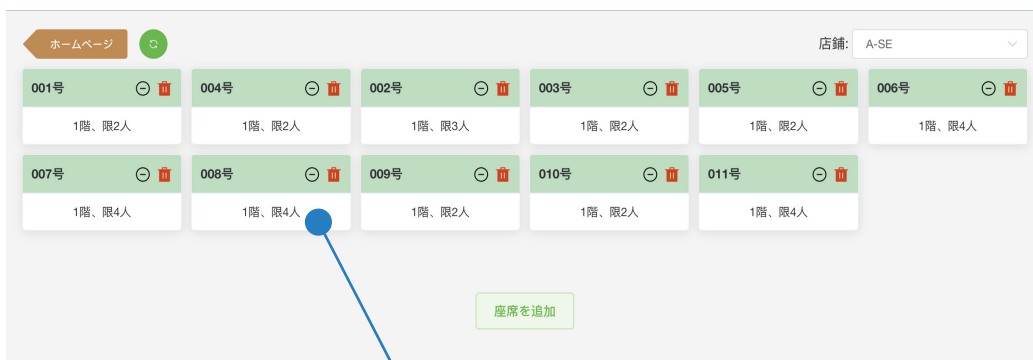 ホームページ
店鋪: A-SE
001号 004号 002号 003号 005号 006号
1階、限2人 1階、限2人 1階、限3人 1階、限2人 1階、限2人 1階、限4人
007号 008号 009号 010号 011号
1階、限4人 1階、限4人 1階、限2人 1階、限2人 1階、限4人
座席を追加